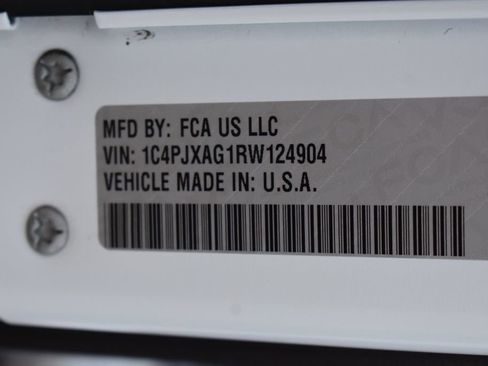 MFD BY: FCA US LLC
VIN: 1C4PJXAG1RW124904
VEHICLE MADE IN: U.S.A.